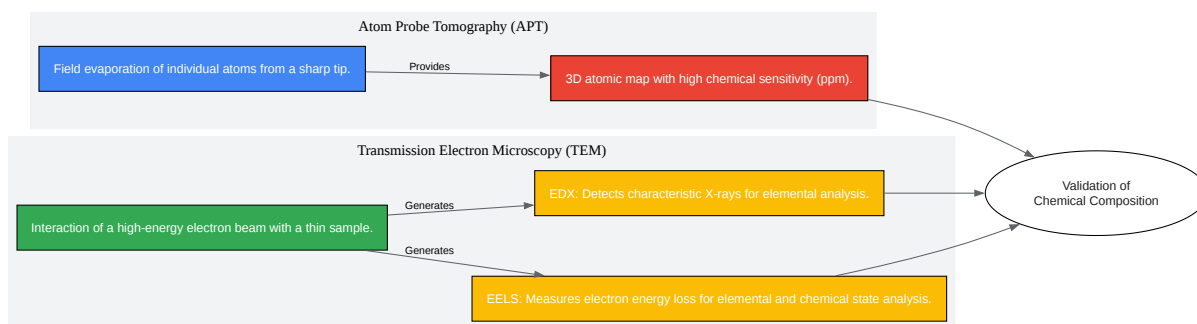 Atom Probe Tomography (APT)
Field evaporation of individual atoms from a sharp tip.
Provides
3D atomic map with high chemical sensitivity (ppm).
Transmission Electron Microscopy (TEM)
Interaction of a high-energy electron beam with a thin sample.
Generates
EDX: Detects characteristic X-rays for elemental analysis.
Generates
EELS: Measures electron energy loss for elemental and chemical state analysis.
Validation of
Chemical Composition